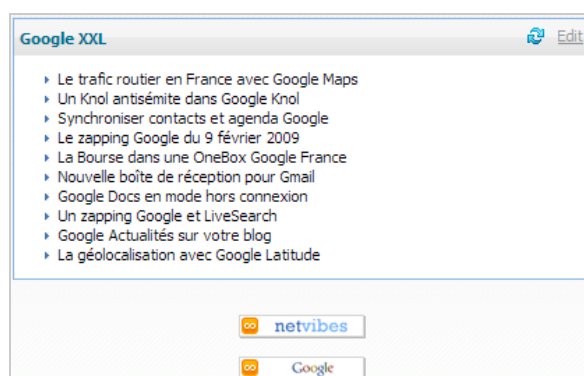 Google XXL
Edit
Le trafic routier en France avec Google Maps
Un Knol antisémite dans Google Knol
Synchroniser contacts et agenda Google
Le zapping Google du 9 février 2009
La Bourse dans une OneBox Google France
Nouvelle boîte de réception pour Gmail
Google Docs en mode hors connexion
Un zapping Google et LiveSearch
Google Actualités sur votre blog
La géolocalisation avec Google Latitude
netvibes
Google